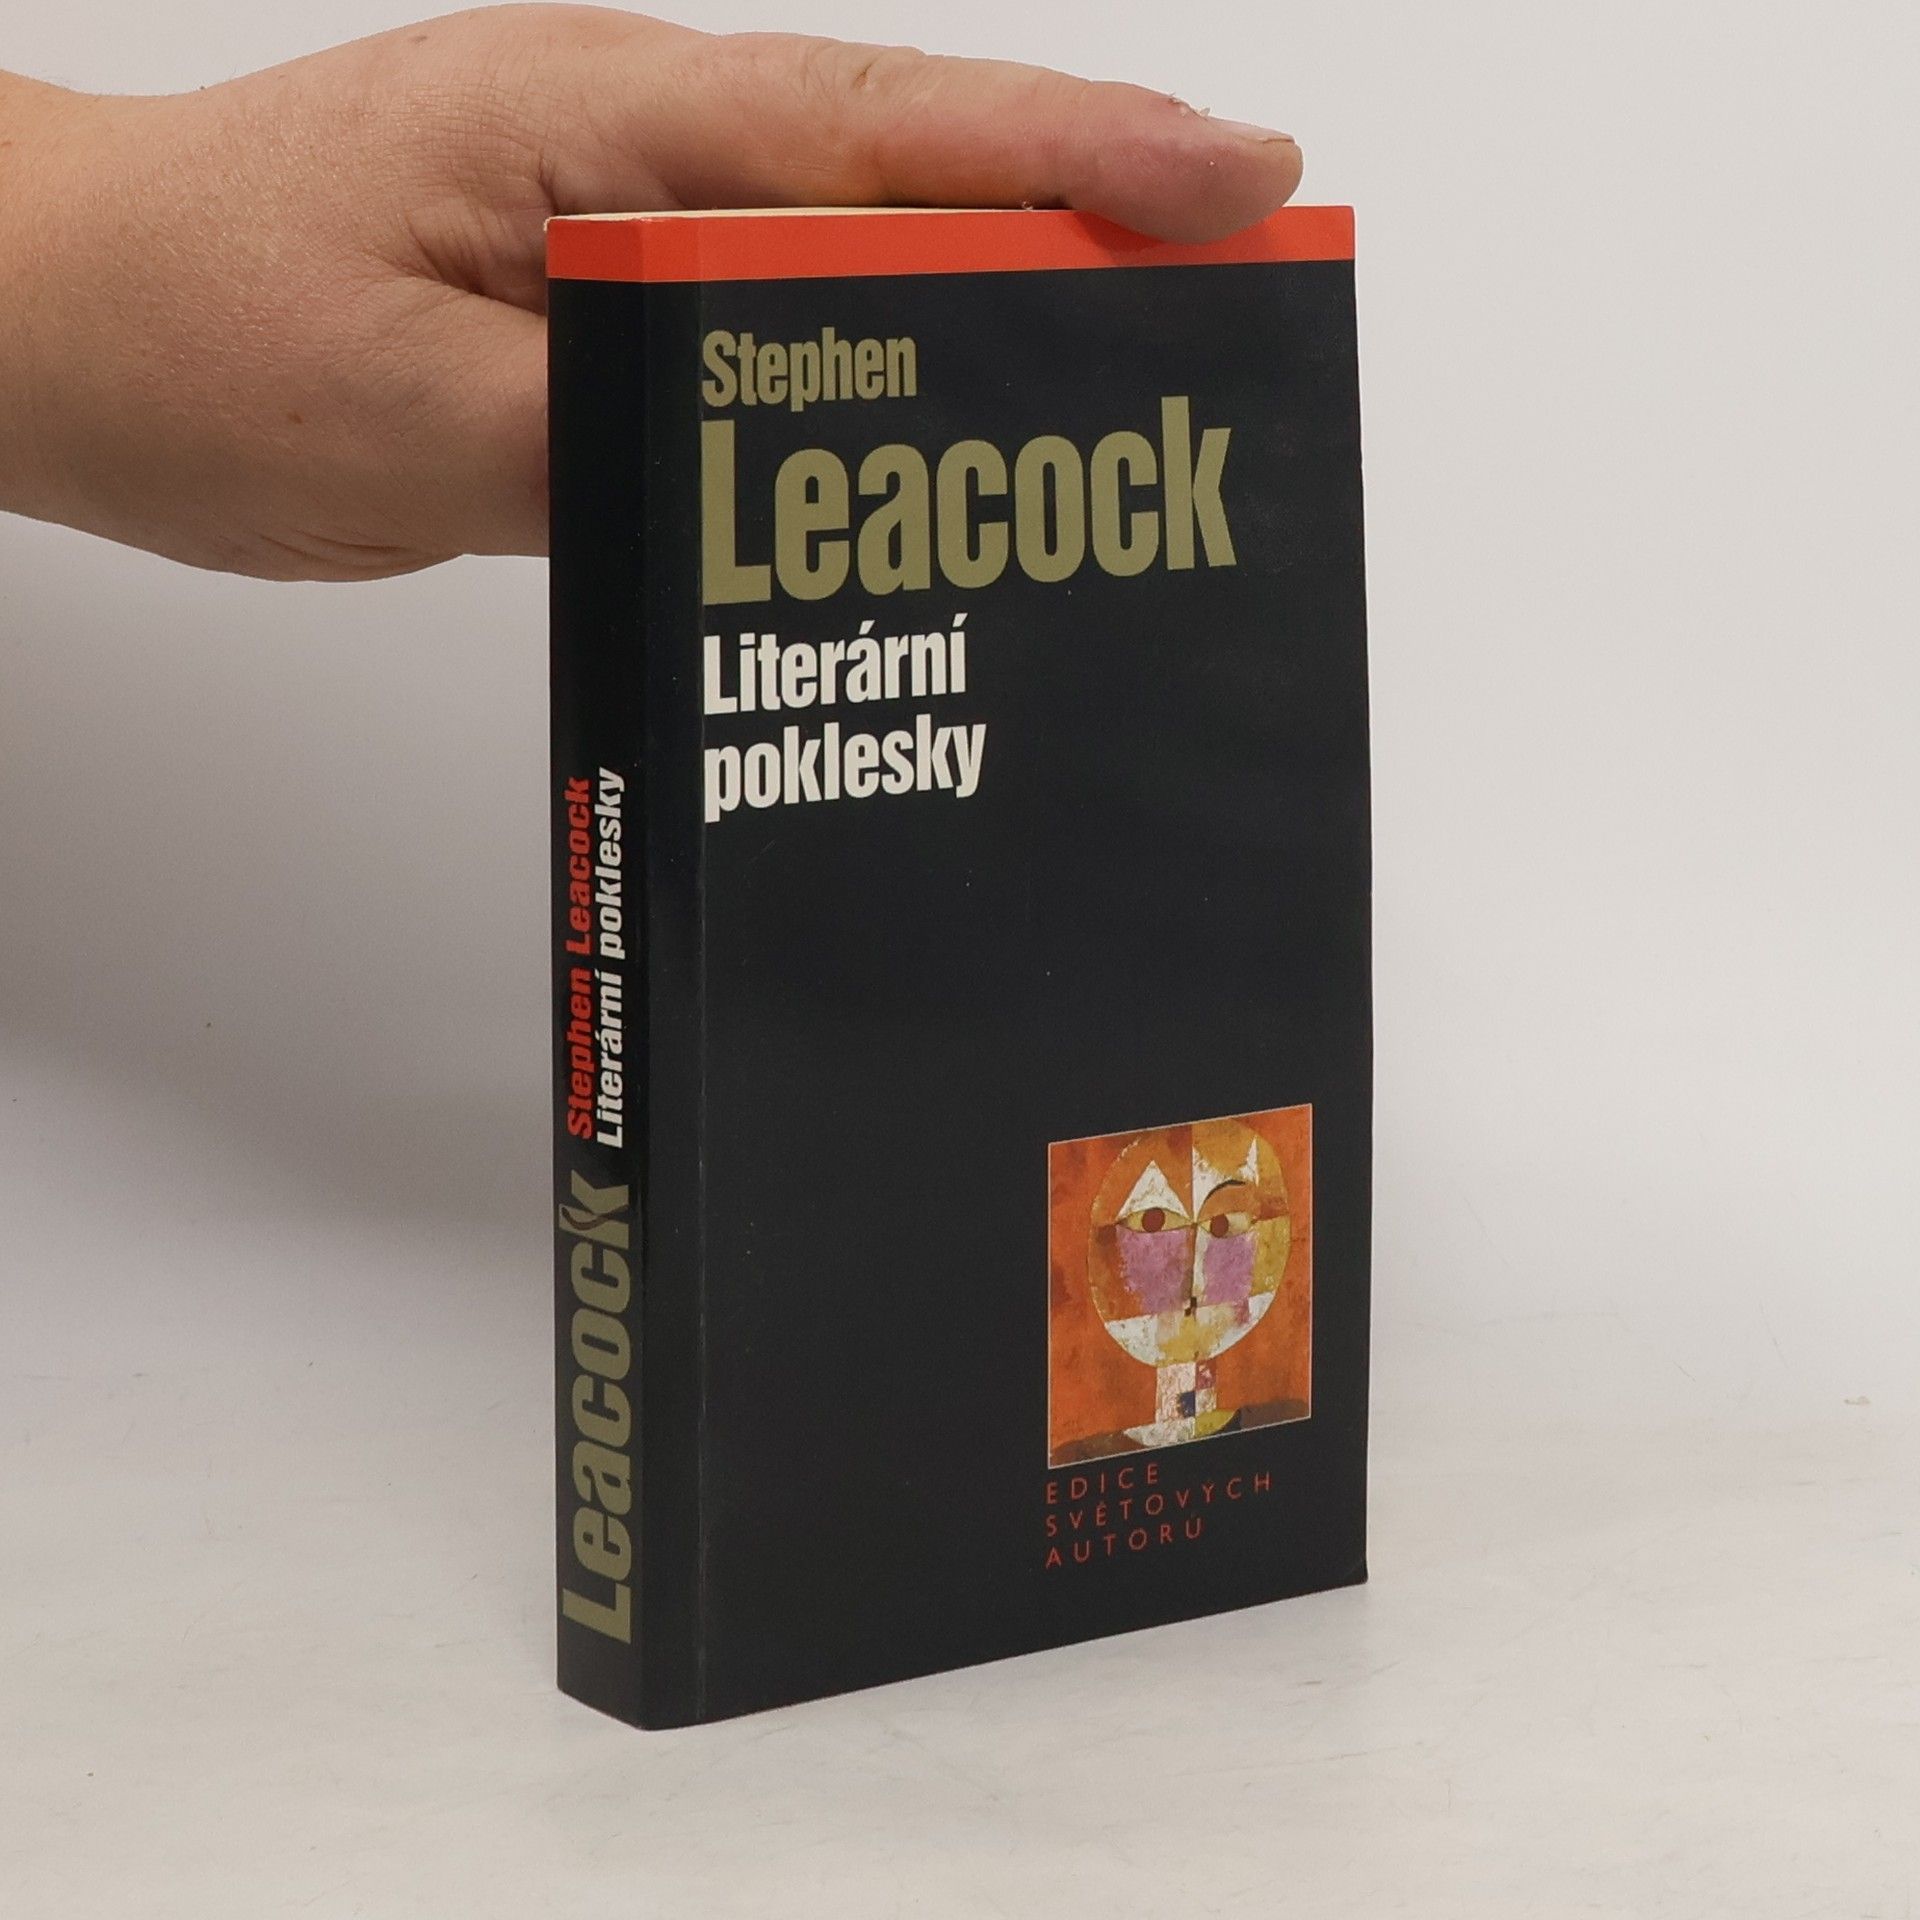 Stephen
Leacock
Literární
poklesky
EDICE
SVĚTOVÝCH
AUTORŮ
Stephen Leacock
Literární poklesky
Leacock